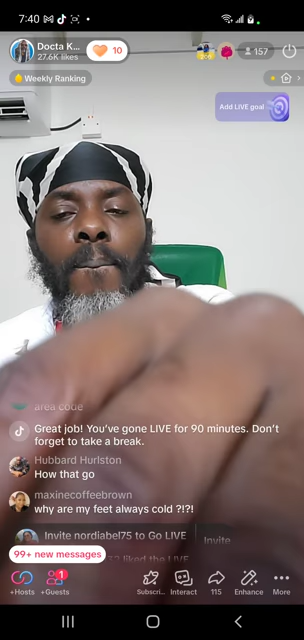 7:40
Docta K...
27.6K likes
10
157
Weekly Ranking
Add LIVE goal
area code
Great job! You've gone LIVE for 90 minutes. Don't
forget to take a break.
Hubbard Hurlston
How that go
maxinecoffeebrown
why are my feet always cold ?!?!
Invite nordiabel75 to Go LIVE
Invite
liked the LIVE
99+ new messages
1
+Hosts
+Guests
Subscri...
Interact
115
Enhance
More